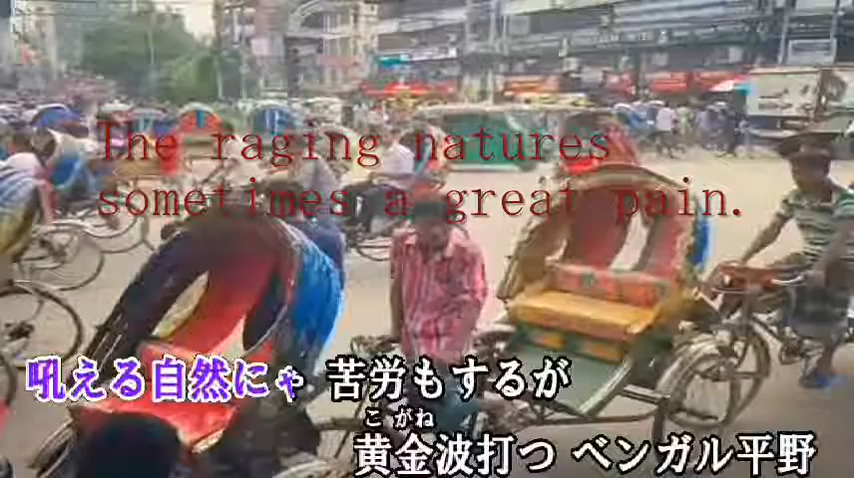 The raging natures
sometimes a great pain.
吼える自然にゃ 苦労もするが
こがね
黄金波打つ ベンガル平野